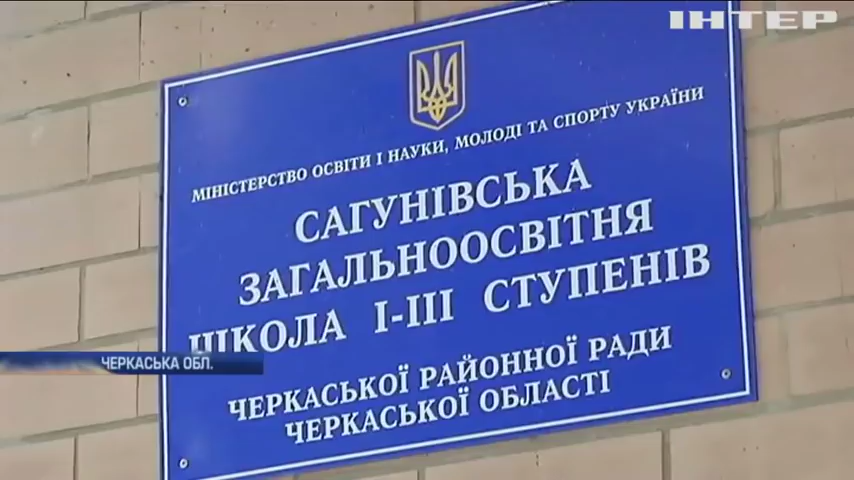 ІНТЕР
МІНІСТЕРСТВО ОСВІТИ І НАУКИ, МОЛОДІ ТА СПОРТУ УКРАЇНИ
САГУНІВСЬКА
ЗАГАЛЬНООСВІТНЯ
ШКОЛА І-ІІІ СТУПЕНІВ
ЧЕРКАСЬКА ОБЛ.
ЧЕРКАСЬКОЇ РАЙОННОЇ РАДИ
ЧЕРКАСЬКОЇ ОБЛАСТІ